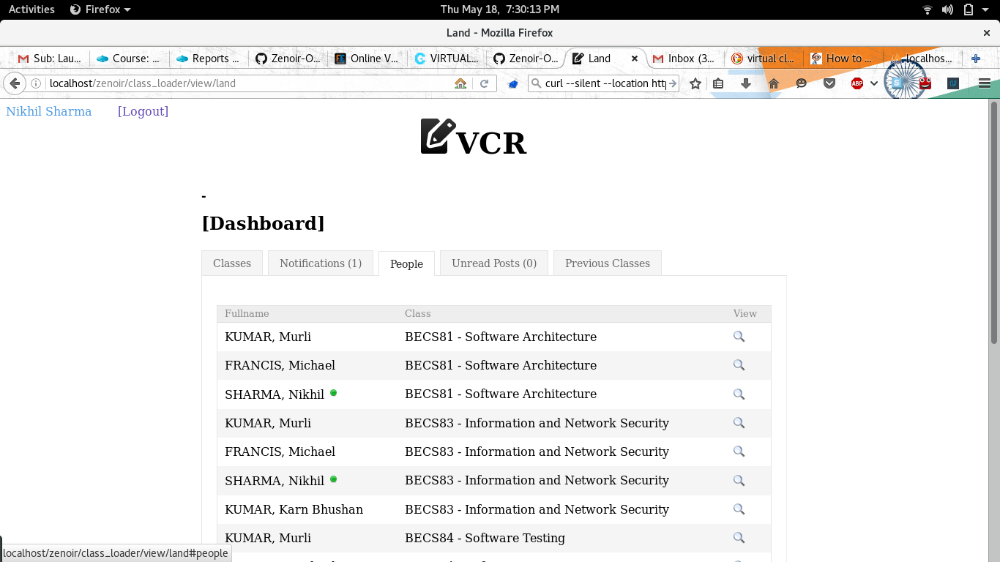 Activities Firefox Thu May 18, 7:30:13 PM
Land - Mozilla Firefox
Sub: Lau... Course: ... Reports ... Zenoir-O... Online V... VIRTUAL... Zenoir-O... Land Inbox (3... virtual cl... How to ... localhos...
localhost/zenoir/class_loader/view/land curl --silent --location http ABP
Nikhil Sharma [Logout]
VCR
-
[Dashboard]
Classes Notifications (1) People Unread Posts (0) Previous Classes
Fullname Class View
KUMAR, Murli BECS81 - Software Architecture
FRANCIS, Michael BECS81 - Software Architecture
SHARMA, Nikhil BECS81 - Software Architecture
KUMAR, Murli BECS83 - Information and Network Security
FRANCIS, Michael BECS83 - Information and Network Security
SHARMA, Nikhil BECS83 - Information and Network Security
KUMAR, Karn Bhushan BECS83 - Information and Network Security
KUMAR, Murli BECS84 - Software Testing
localhost/zenoir/class_loader/view/land#people